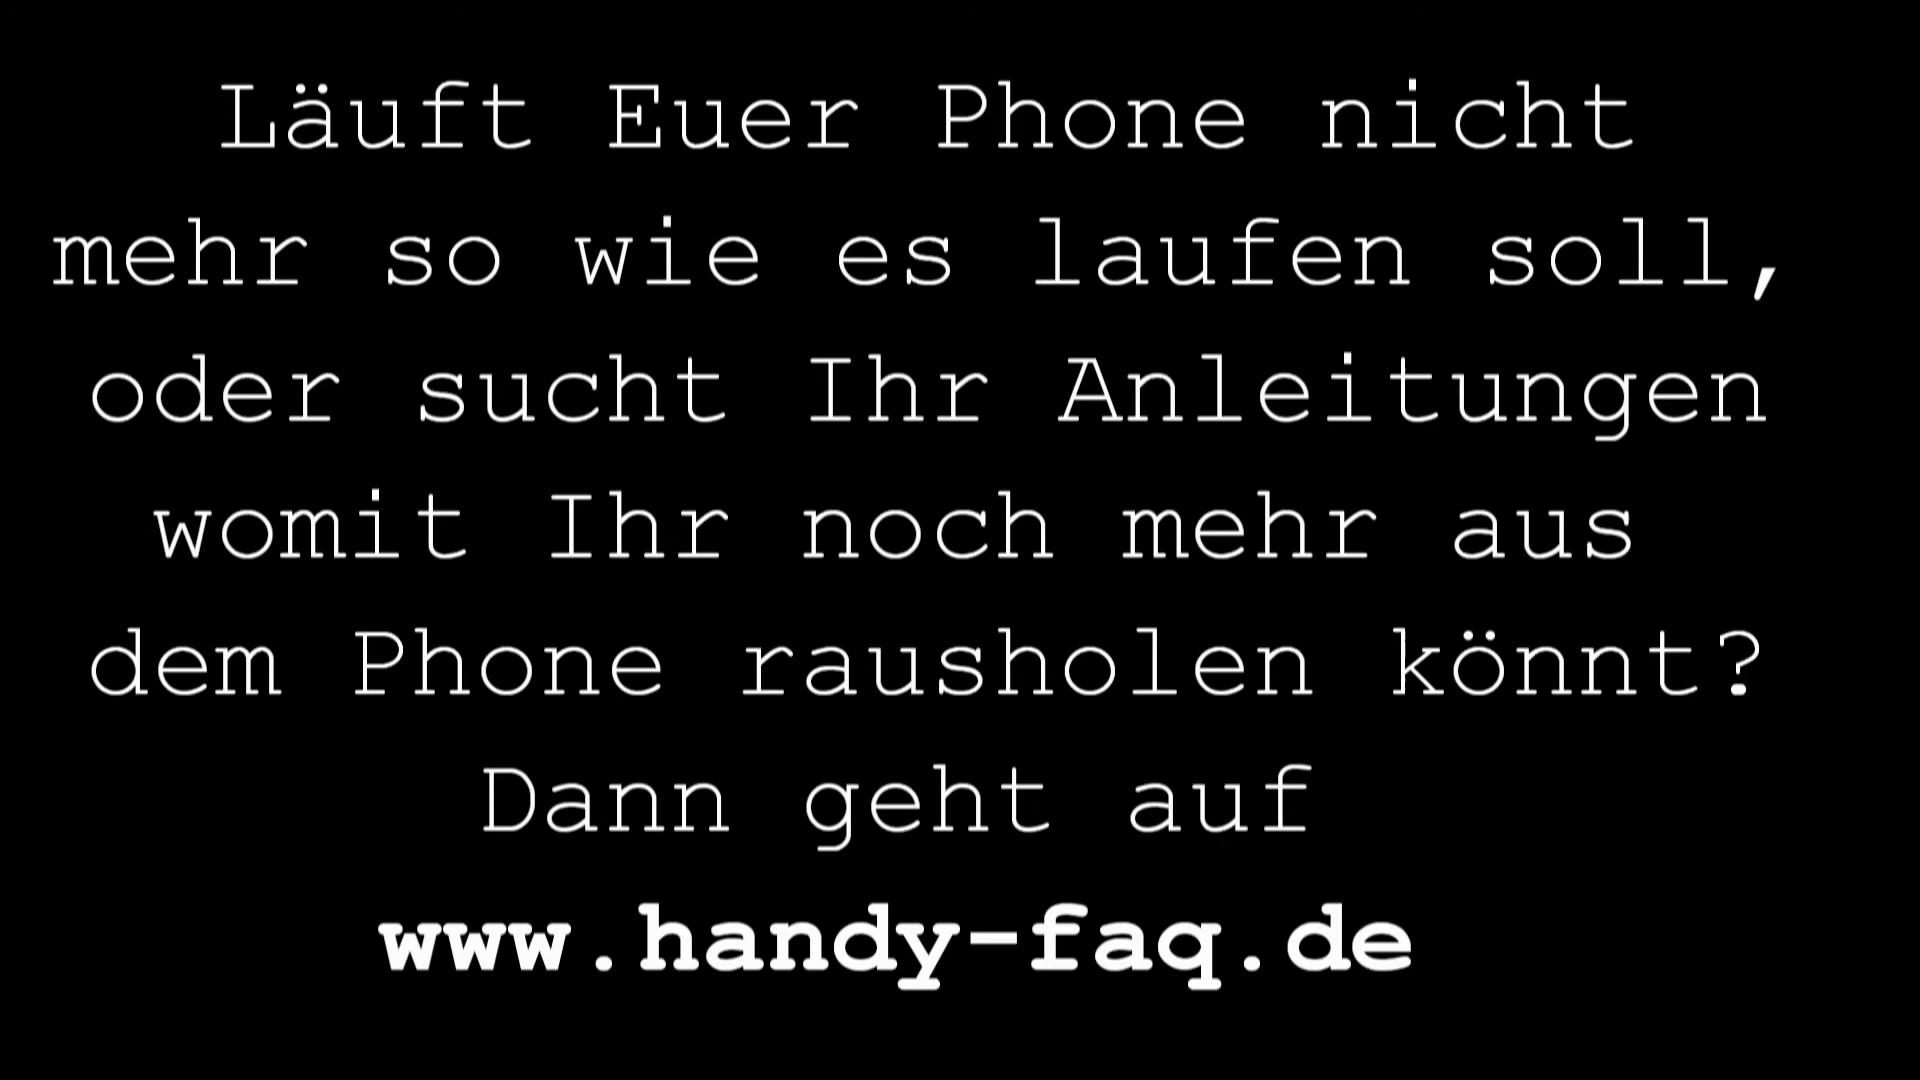 Läuft Euer Phone nicht
mehr so wie es laufen soll,
oder sucht Ihr Anleitungen
womit Ihr noch mehr aus
dem Phone rausholen könnt?
Dann geht auf
www.handy-faq.de